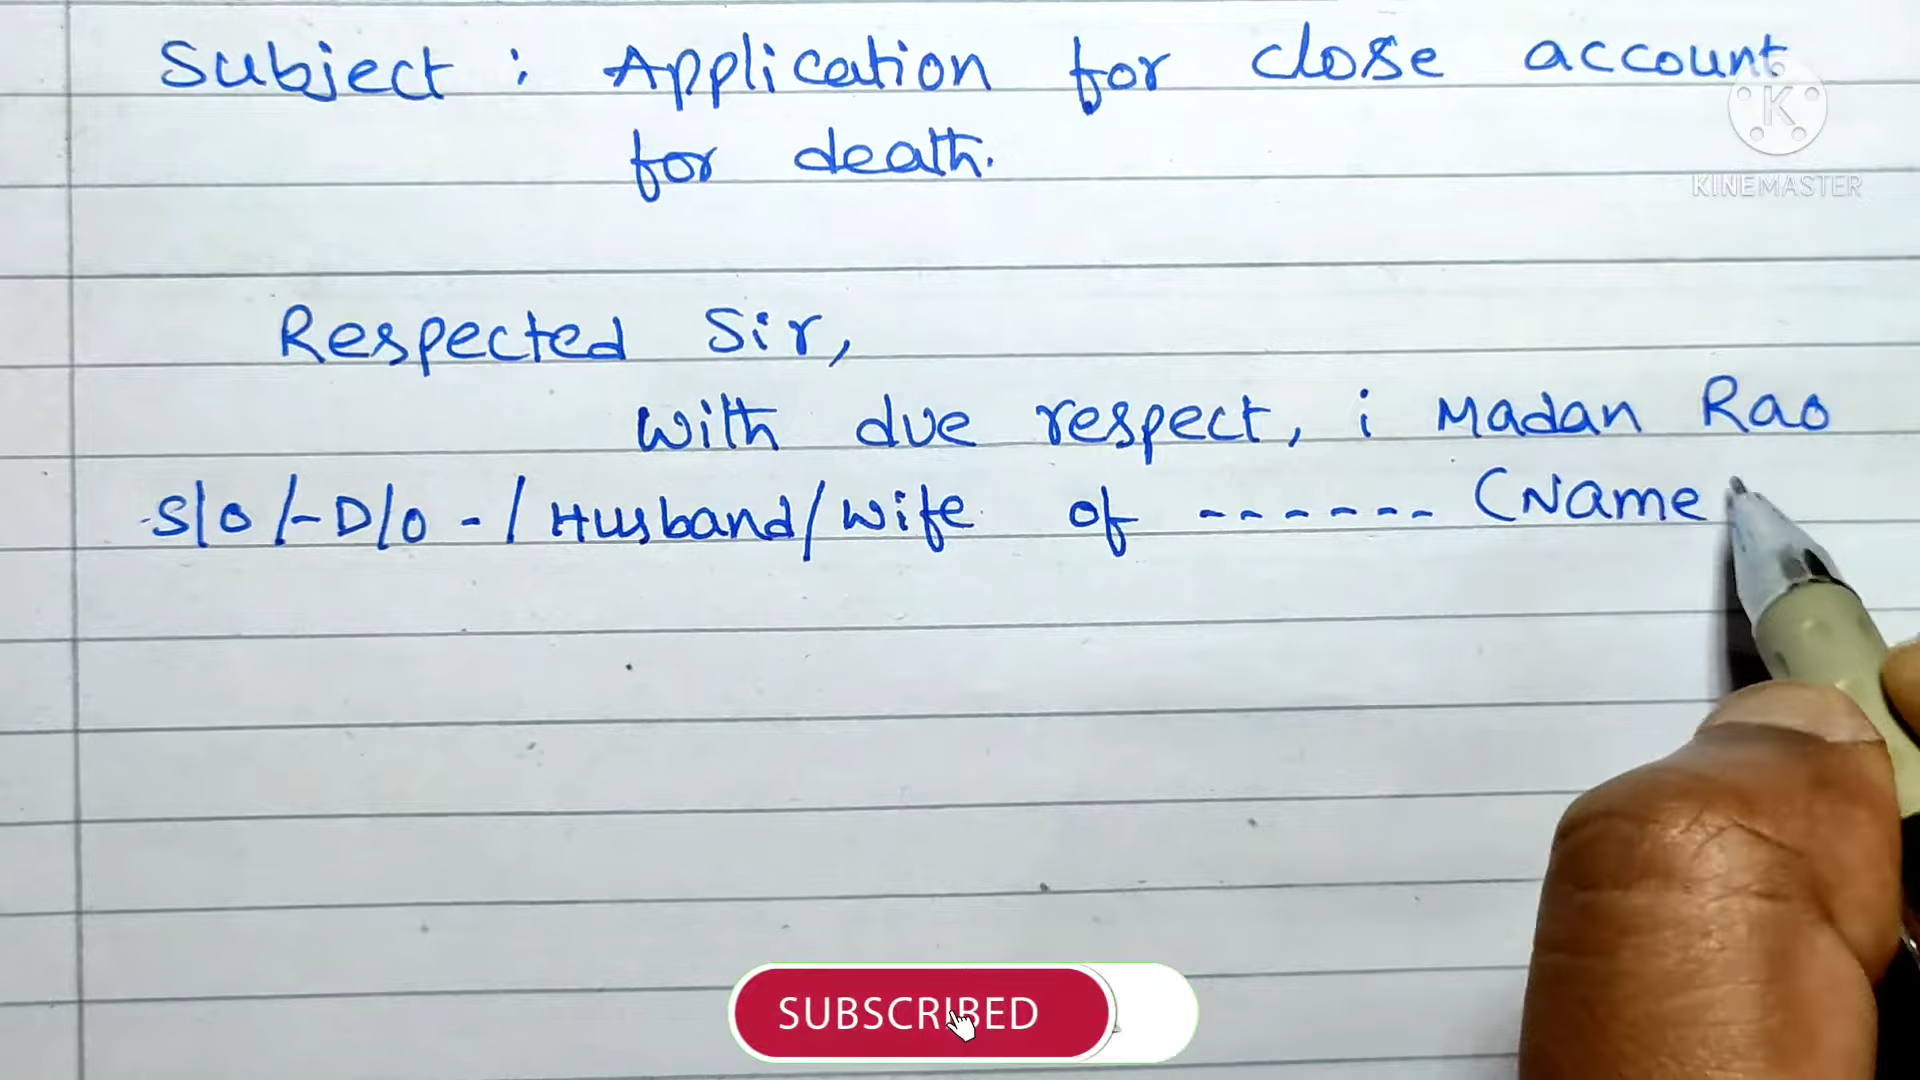 Subject : Application for close account
for death.
KINEMASTER
Respected Sir,
With due respect, i Madan Rao
S/o /-D/o - / Husband/wife of ------ (Name
SUBSCRIBED